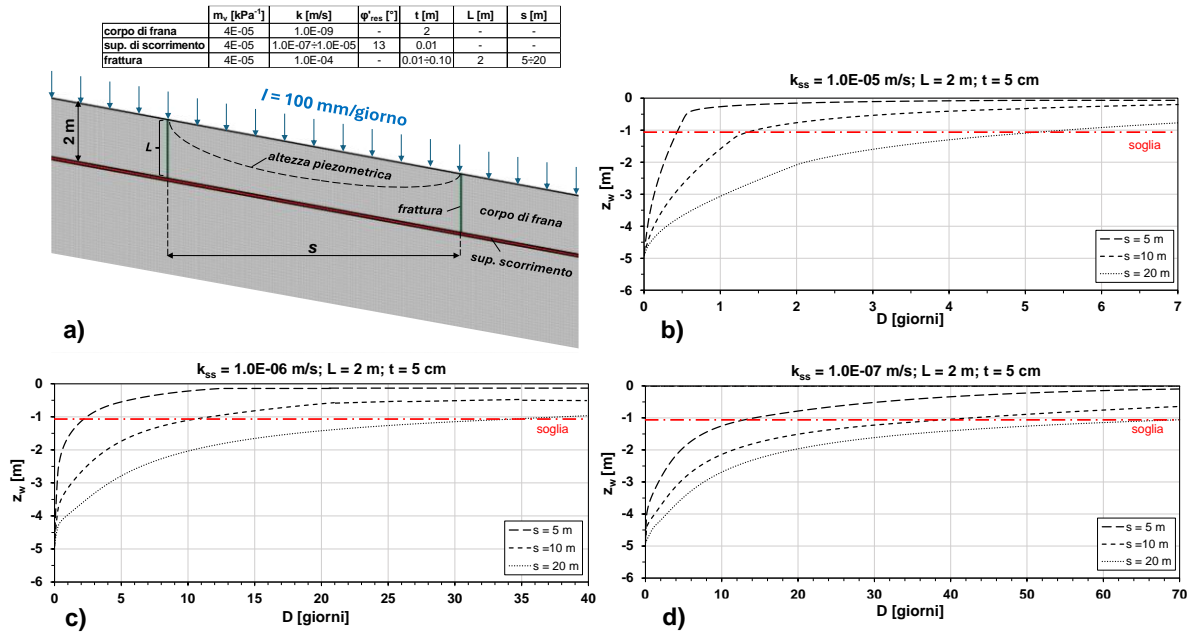 m_v [kPa^-1] k [m/s] φ'_res [°] t [m] L [m] s [m]
corpo di frana 4E-05 1.0E-09 - 2 - -
sup. di scorrimento 4E-05 1.0E-07÷1.0E-05 13 0.01 - -
frattura 4E-05 1.0E-04 - 0.01÷0.10 2 5÷20
I = 100 mm/giorno
2 m
L
altezza piezometrica
frattura
corpo di frana
s
sup. scorrimento
a)
k_ss = 1.0E-05 m/s; L = 2 m; t = 5 cm
z_w [m]
0
-1
-2
-3
-4
-5
-6
soglia
s = 5 m
s =10 m
s = 20 m
0 1 2 3 4 5 6 7
D [giorni]
b)
k_ss = 1.0E-06 m/s; L = 2 m; t = 5 cm
z_w [m]
0
-1
-2
-3
-4
-5
-6
soglia
s = 5 m
s =10 m
s = 20 m
0 5 10 15 20 25 30 35 40
D [giorni]
c)
k_ss = 1.0E-07 m/s; L = 2 m; t = 5 cm
z_w [m]
0
-1
-2
-3
-4
-5
-6
soglia
s = 5 m
s =10 m
s = 20 m
0 10 20 30 40 50 60 70
D [giorni]
d)